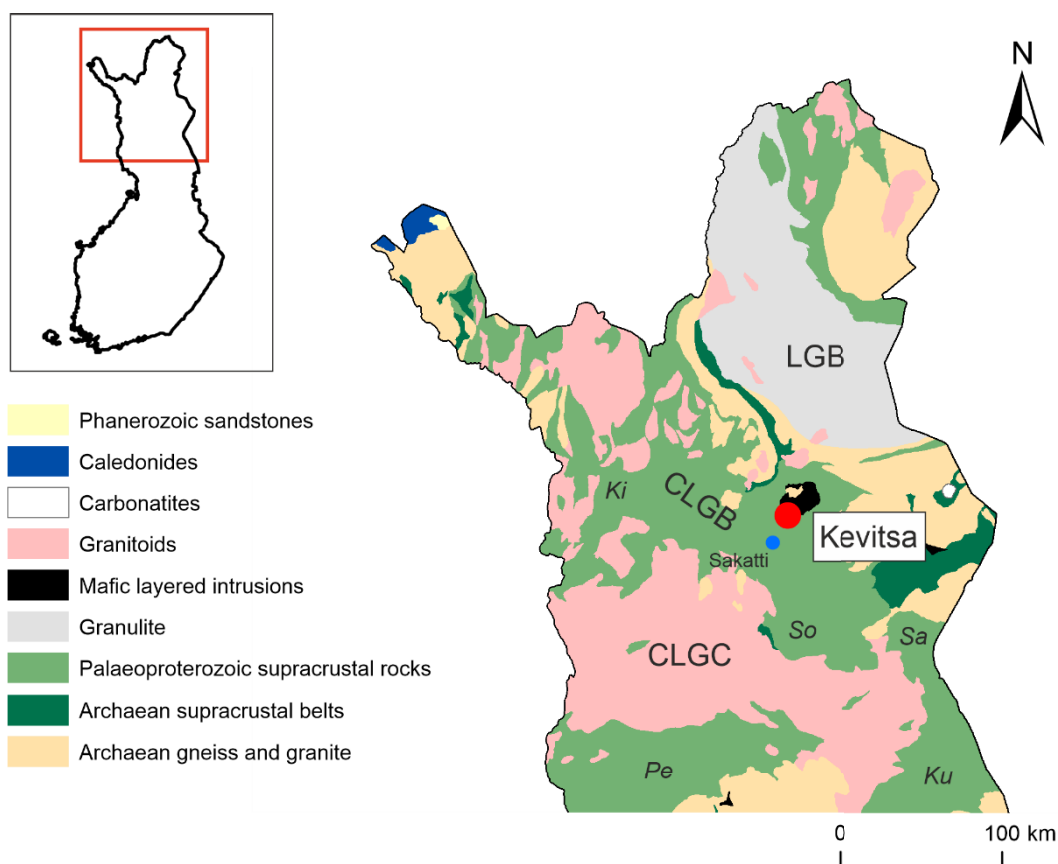 N
Phanerozoic sandstones
Caledonides
Carbonatites
Granitoids
Mafic layered intrusions
Granulite
Palaeoproterozoic supracrustal rocks
Archaean supracrustal belts
Archaean gneiss and granite
LGB
Ki
CLGB
Kevitsa
Sakatti
So
Sa
CLGC
Pe
Ku
0 100 km